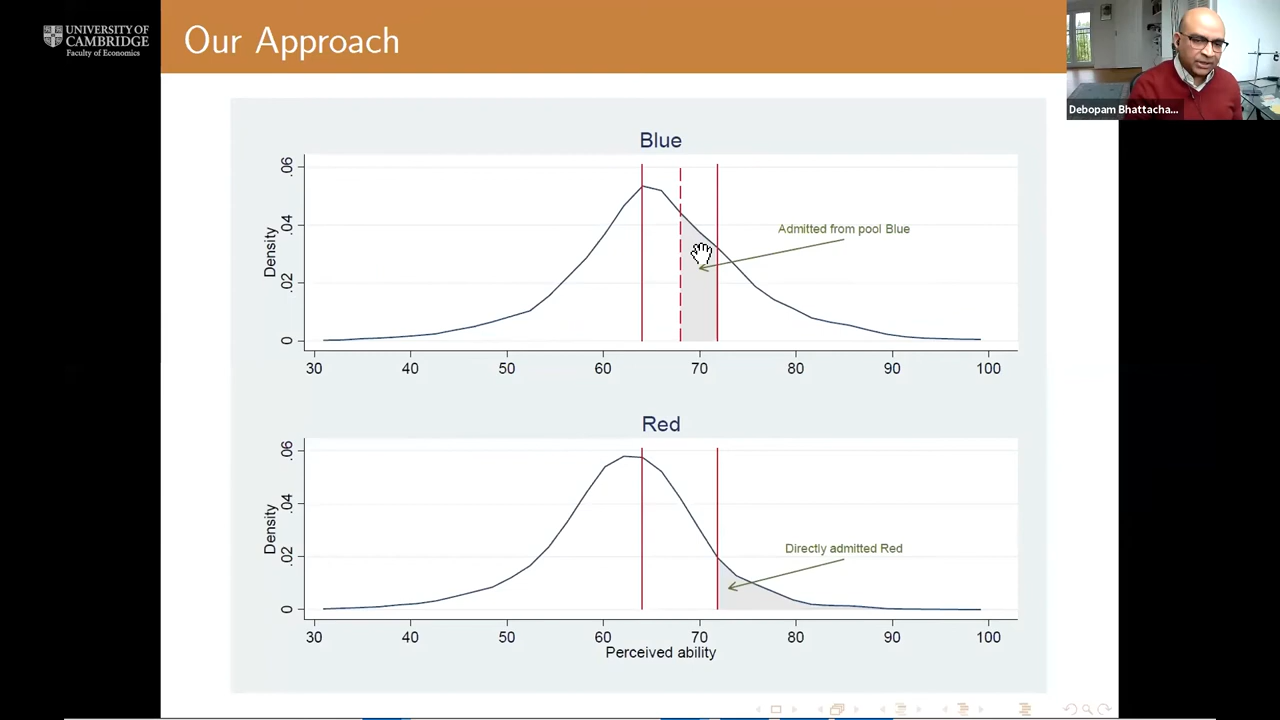 UNIVERSITY OF
CAMBRIDGE
Faculty of Economics
Our Approach
Debopam Bhattacha...
Blue
Density
0
.02
.04
.06
Admitted from pool Blue
30 40 50 60 70 80 90 100
Red
Density
0
.02
.04
.06
Directly admitted Red
30 40 50 60 70 80 90 100
Perceived ability